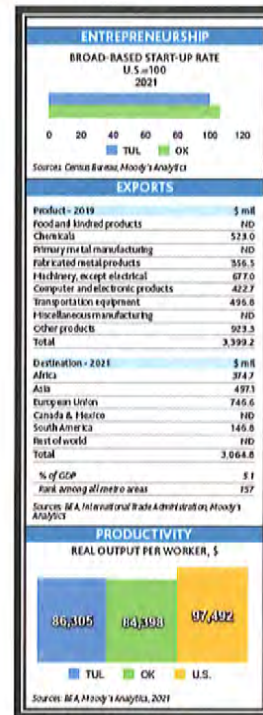 ENTREPRENEURSHIP
BROAD-BASED START-UP RATE
U.S.=100
2021
0 20 40 60 80 100 120
TUL OK
Sources: Census Bureau, Moody's Analytics
EXPORTS
Product - 2019 $ mil
Food and kindred products ND
Chemicals 523.0
Primary metal manufacturing ND
Fabricated metal products 356.5
Machinery, except electrical 677.0
Computer and electronic products 422.7
Transportation equipment 496.8
Miscellaneous manufacturing ND
Other products 923.3
Total 3,399.2
Destination - 2021 $ mil
Africa 374.7
Asia 497.1
European Union 746.6
Canada & Mexico ND
South America 146.8
Rest of world ND
Total 3,064.8
% of GDP 5.1
Rank among all metro areas 157
Sources: BEA, International Trade Administration, Moody's
Analytics
PRODUCTIVITY
REAL OUTPUT PER WORKER, $
86,305 84,398 97,492
TUL OK U.S.
Sources: BEA, Moody's Analytics, 2021